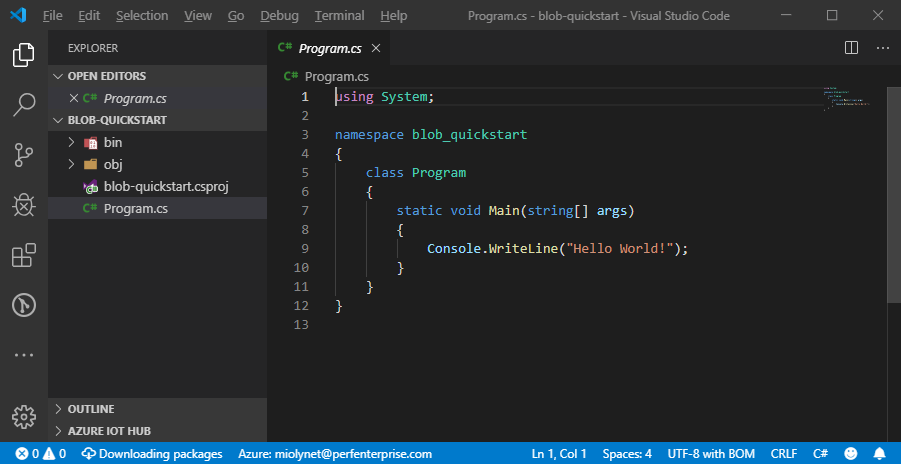 File Edit Selection View Go Debug Terminal Help Program.cs - blob-quickstart - Visual Studio Code
EXPLORER
OPEN EDITORS
C# Program.cs
BLOB-QUICKSTART
bin
obj
blob-quickstart.csproj
C# Program.cs
OUTLINE
AZURE IOT HUB
C# Program.cs
C# Program.cs
1 using System;
2
3 namespace blob_quickstart
4 {
5 class Program
6 {
7 static void Main(string[] args)
8 {
9 Console.WriteLine("Hello World!");
10 }
11 }
12 }
13
0 0 Downloading packages Azure: miolynet@perfenterprise.com Ln 1, Col 1 Spaces: 4 UTF-8 with BOM CRLF C#